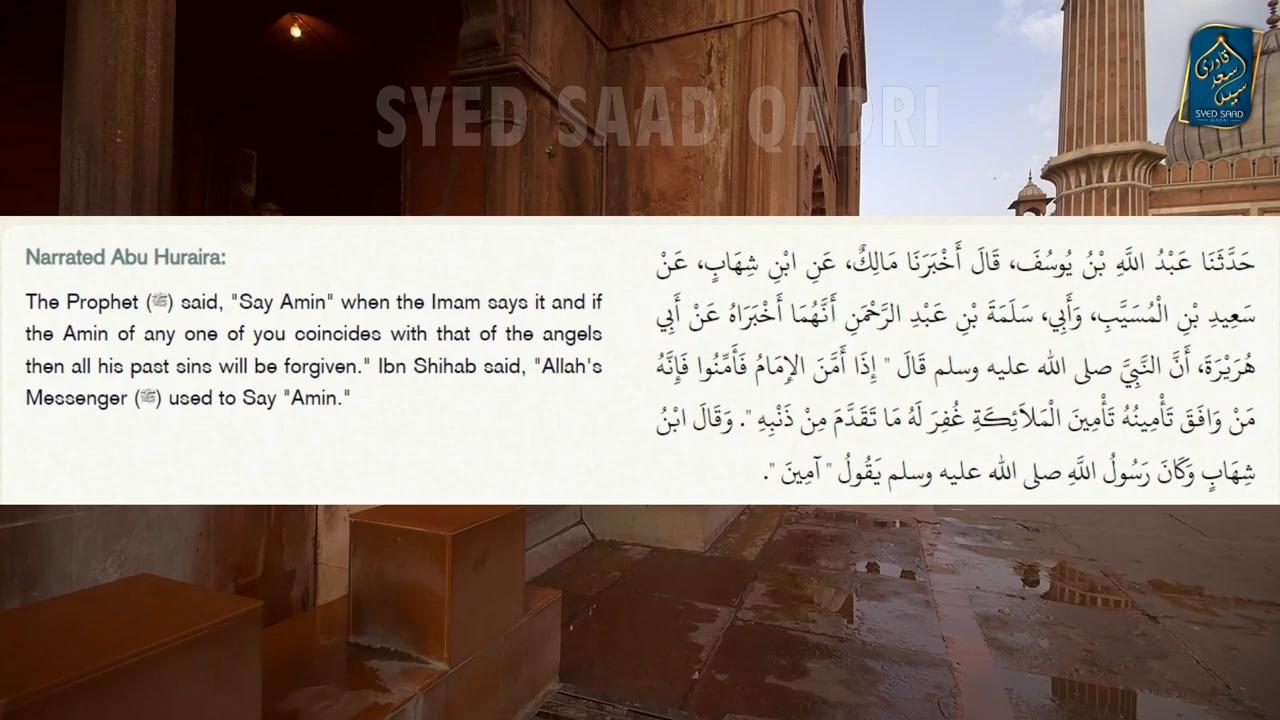 SYED SAAD QADRI
قادری
سعد
سید
SYED SAAD
QADRI
Narrated Abu Huraira:
The Prophet (ﷺ) said, "Say Amin" when the Imam says it and if
the Amin of any one of you coincides with that of the angels
then all his past sins will be forgiven." Ibn Shihab said, "Allah's
Messenger (ﷺ) used to Say "Amin."
حَدَّثَنَا عَبْدُ اللَّهِ بْنُ يُوسُفَ، قَالَ أَخْبَرَنَا مَالِكٌ، عَنِ ابْنِ شِهَابٍ، عَنْ
سَعِيدِ بْنِ الْمُسَيَّبِ، وَأَبِي، سَلَمَةَ بْنِ عَبْدِ الرَّحْمَنِ أَنَّهُمَا أَخْبَرَاهُ عَنْ أَبِي
هُرَيْرَةَ، أَنَّ النَّبِيَّ صلى الله عليه وسلم قَالَ " إِذَا أَمَّنَ الإِمَامُ فَأَمِّنُوا فَإِنَّهُ
مَنْ وَافَقَ تَأْمِينُهُ تَأْمِينَ الْمَلاَئِكَةِ غُفِرَ لَهُ مَا تَقَدَّمَ مِنْ ذَنْبِهِ ". وَقَالَ ابْنُ
شِهَابٍ وَكَانَ رَسُولُ اللَّهِ صلى الله عليه وسلم يَقُولُ " آمِينَ ".